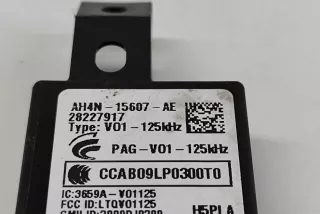 AH4N-15607-AE
28227917
Type: V01-125kHz
PAG-V01-125kHz
CCAB09LP0300T0
IC:3659A-V01125
FCC ID:LTQV01125
H5PLA